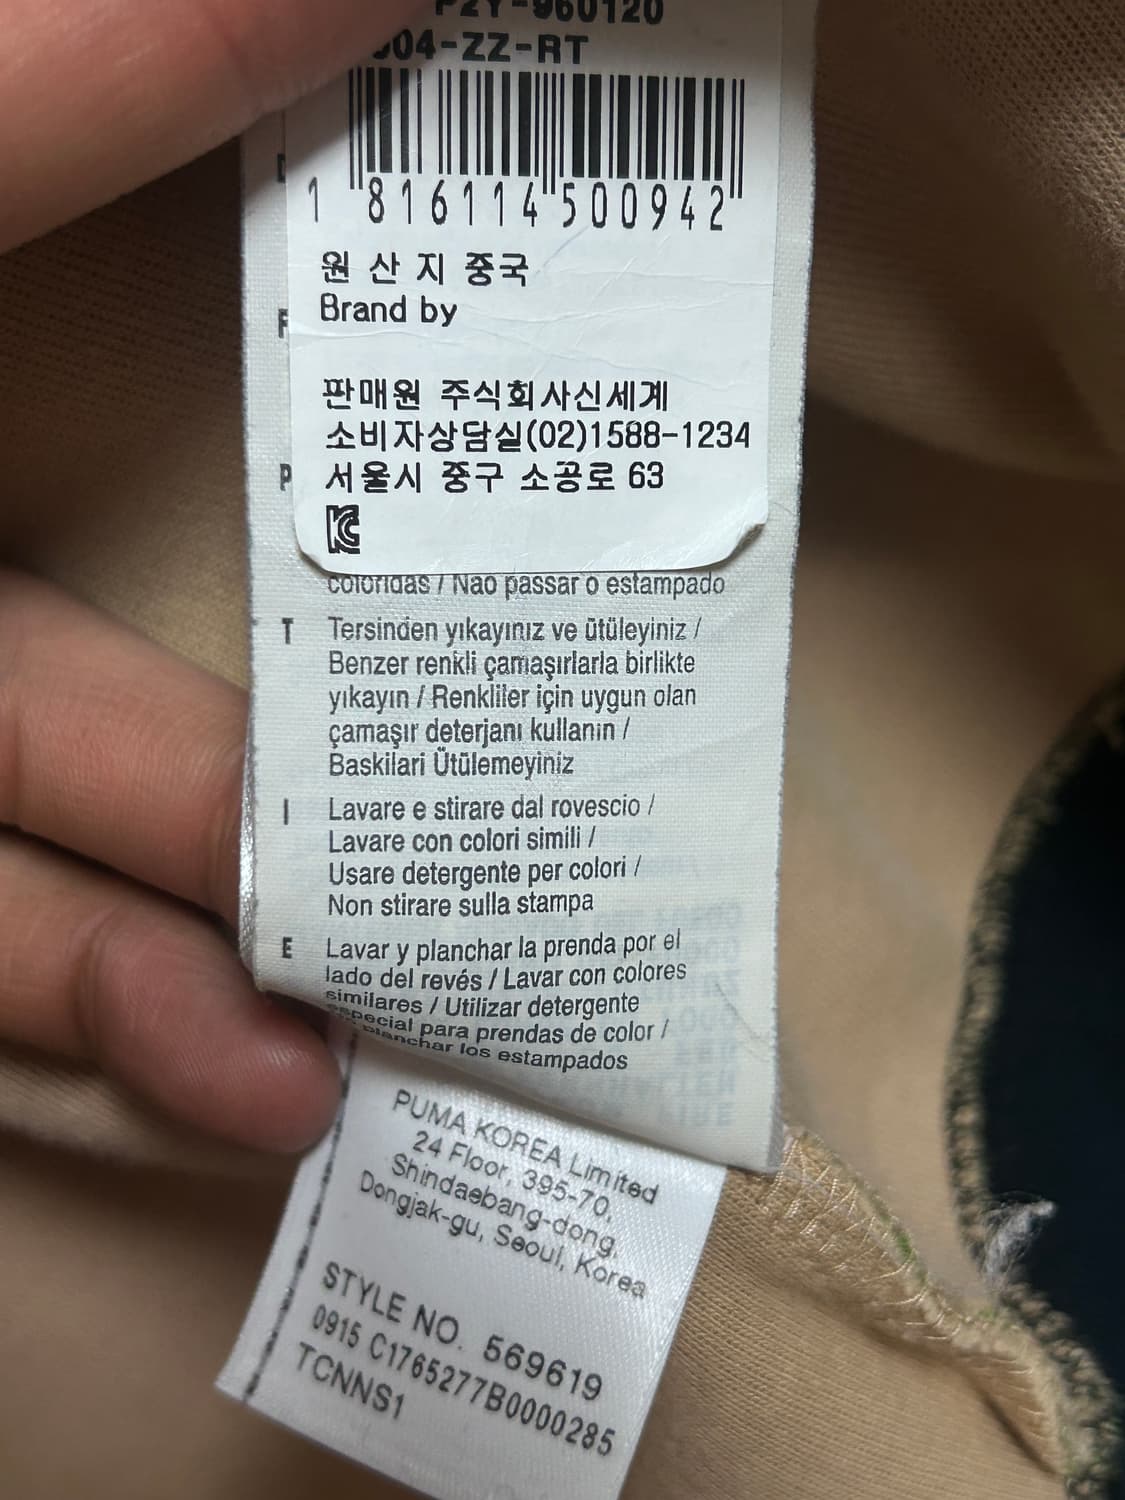 P2Y-960120
004-ZZ-RT
1 816114 500942
원 산 지 중국
Brand by
판매원 주식회사신세계
소비자상담실(02)1588-1234
서울시 중구 소공로 63
KC
F
P
coloridas / Não passar o estampado
T Tersinden yıkayınız ve ütüleyiniz /
Benzer renkli çamaşırlarla birlikte
yıkayın / Renkliler için uygun olan
çamaşır deterjanı kullanın /
Baskilari Ütülemeyiniz
I Lavare e stirare dal rovescio /
Lavare con colori simili /
Usare detergente per colori /
Non stirare sulla stampa
E Lavar y planchar la prenda por el
lado del revés / Lavar con colores
similares / Utilizar detergente
especial para prendas de color /
planchar los estampados
PUMA KOREA Limited
24 Floor, 395-70,
Shindaebang-dong,
Dongjak-gu, Seoul, Korea
STYLE NO. 569619
0915 C1765277B0000285
TCNNS1